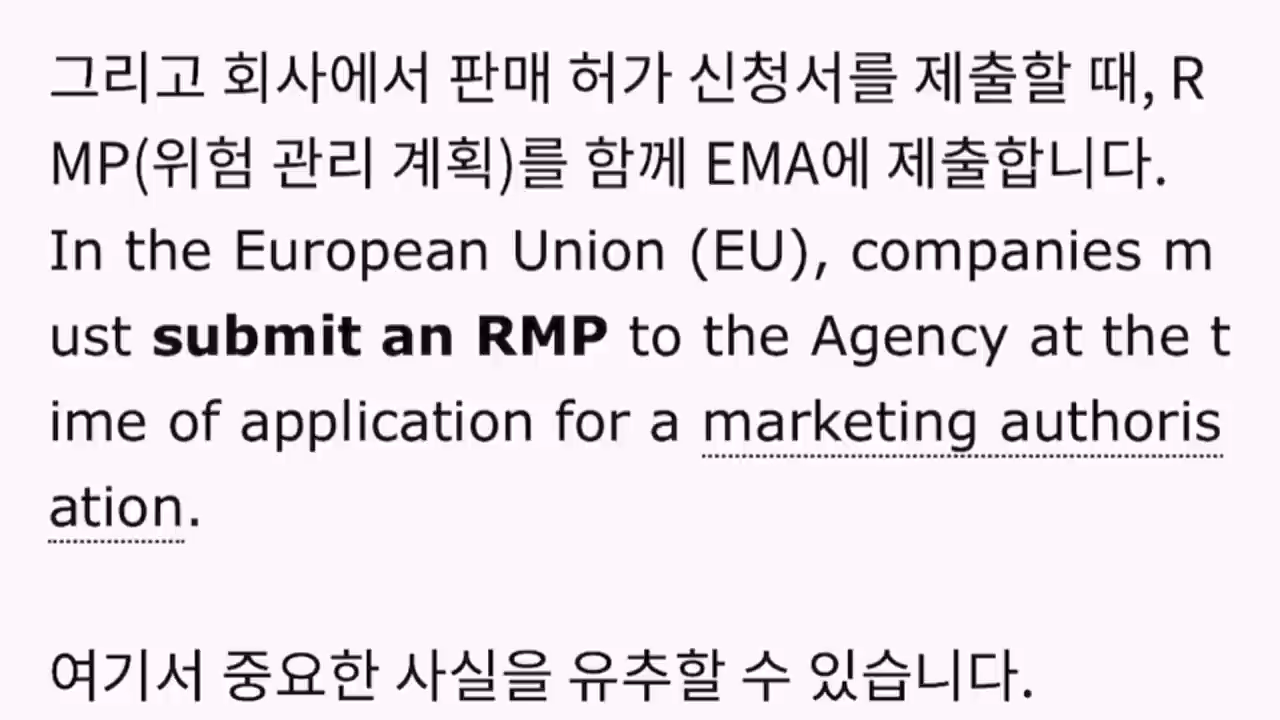 그리고 회사에서 판매 허가 신청서를 제출할 때, R
MP(위험 관리 계획)를 함께 EMA에 제출합니다.
In the European Union (EU), companies m
ust submit an RMP to the Agency at the t
ime of application for a marketing authoris
ation.
여기서 중요한 사실을 유추할 수 있습니다.